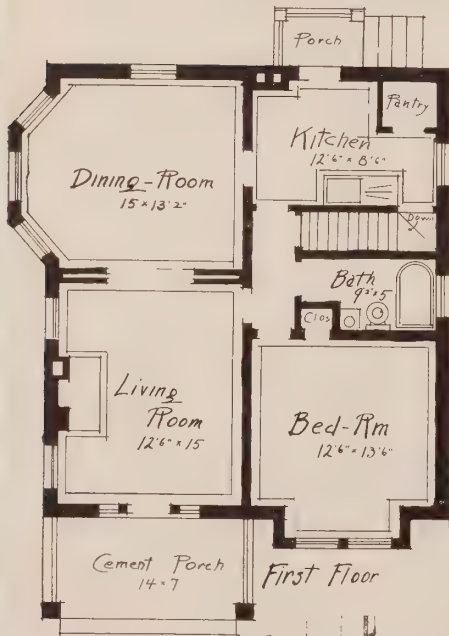 Porch
Pantry
Kitchen
12'6" x 8'6"
Dining-Room
15 x 13'2"
Down
Bath
9'2" x 5
Clos
Living
Room
12'6" x 15
Bed-Rm
12'6" x 13'6"
Cement Porch
14 x 7
First Floor